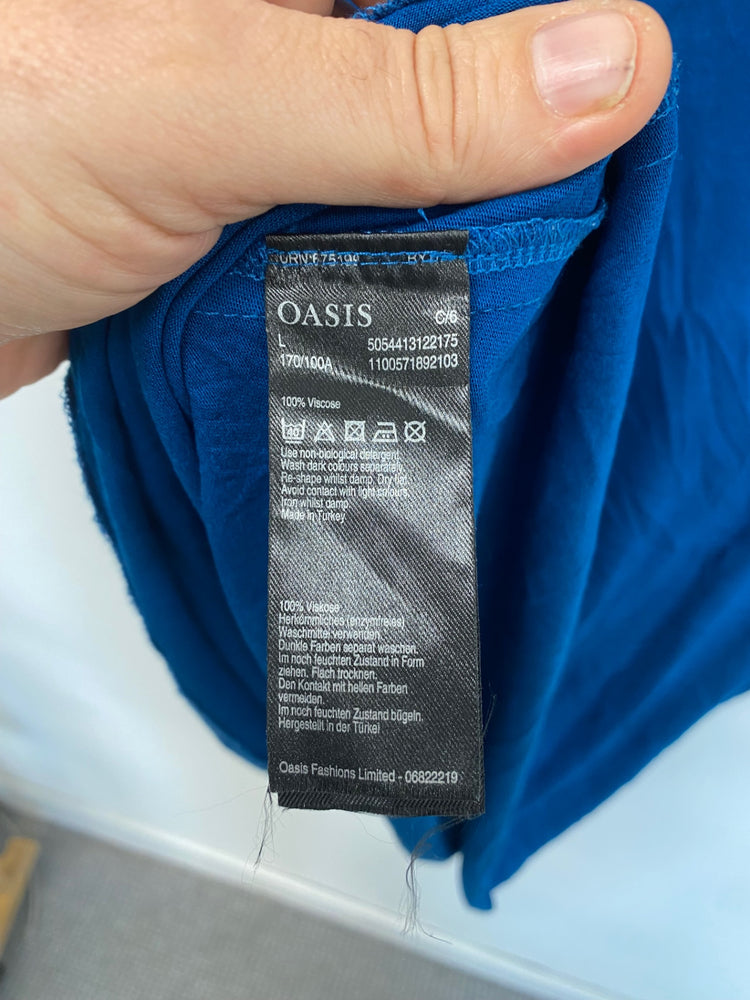 OASIS C/6
L 5054413122175
170/100A 1100571892103
100% Viscose
40
Use non-biological detergent.
Wash dark colours separately.
Re-shape whilst damp. Dry flat.
Avoid contact with light colours.
Iron whilst damp.
Made in Turkey
100% Viskose
Herkömmliches (enzymfreies)
Waschmittel verwenden.
Dunkle Farben separat waschen.
Im noch feuchten Zustand in Form
ziehen. Flach trocknen.
Den Kontakt mit hellen Farben
vermeiden.
Im noch feuchten Zustand bügeln.
Hergestellt in der Türkei
Oasis Fashions Limited - 06822219